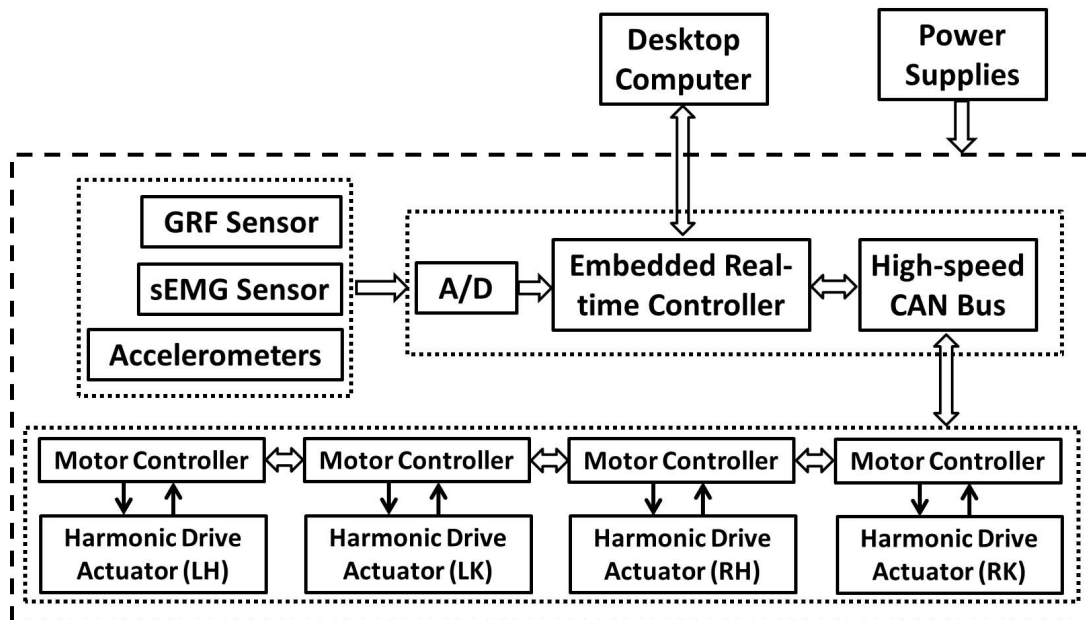 Desktop
Computer
Power
Supplies
GRF Sensor
sEMG Sensor
Accelerometers
A/D
Embedded Real-
time Controller
High-speed
CAN Bus
Motor Controller
Motor Controller
Motor Controller
Motor Controller
Harmonic Drive
Actuator (LH)
Harmonic Drive
Actuator (LK)
Harmonic Drive
Actuator (RH)
Harmonic Drive
Actuator (RK)